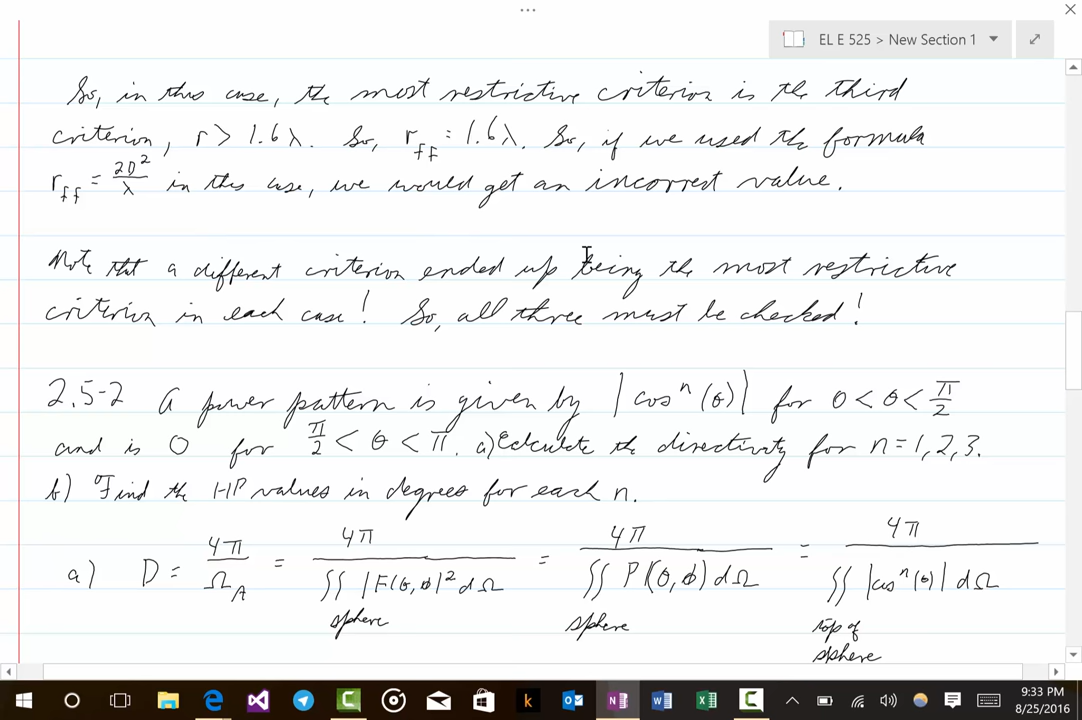 EL E 525 > New Section 1
So, in this case, the most restrictive criterion is the third
criterion, r > 1.6λ. So, r_ff = 1.6λ. So, if we used the formula
r_ff = 2D²/λ in this case, we would get an incorrect value.
Note that a different criterion ended up being the most restrictive
criterion in each case! So, all three must be checked!
2.5-2 A power pattern is given by |cosⁿ(θ)| for 0 < θ < π/2
and is 0 for π/2 < θ < π. a) Calculate the directivity for n = 1, 2, 3.
b) Find the HP values in degrees for each n.
a) D = 4π/Ω_A = 4π/∬|F(θ,φ)|² dΩ = 4π/∬P(θ,φ) dΩ = 4π/∬|cosⁿ(θ)| dΩ
sphere sphere top of
sphere
9:33 PM
8/25/2016